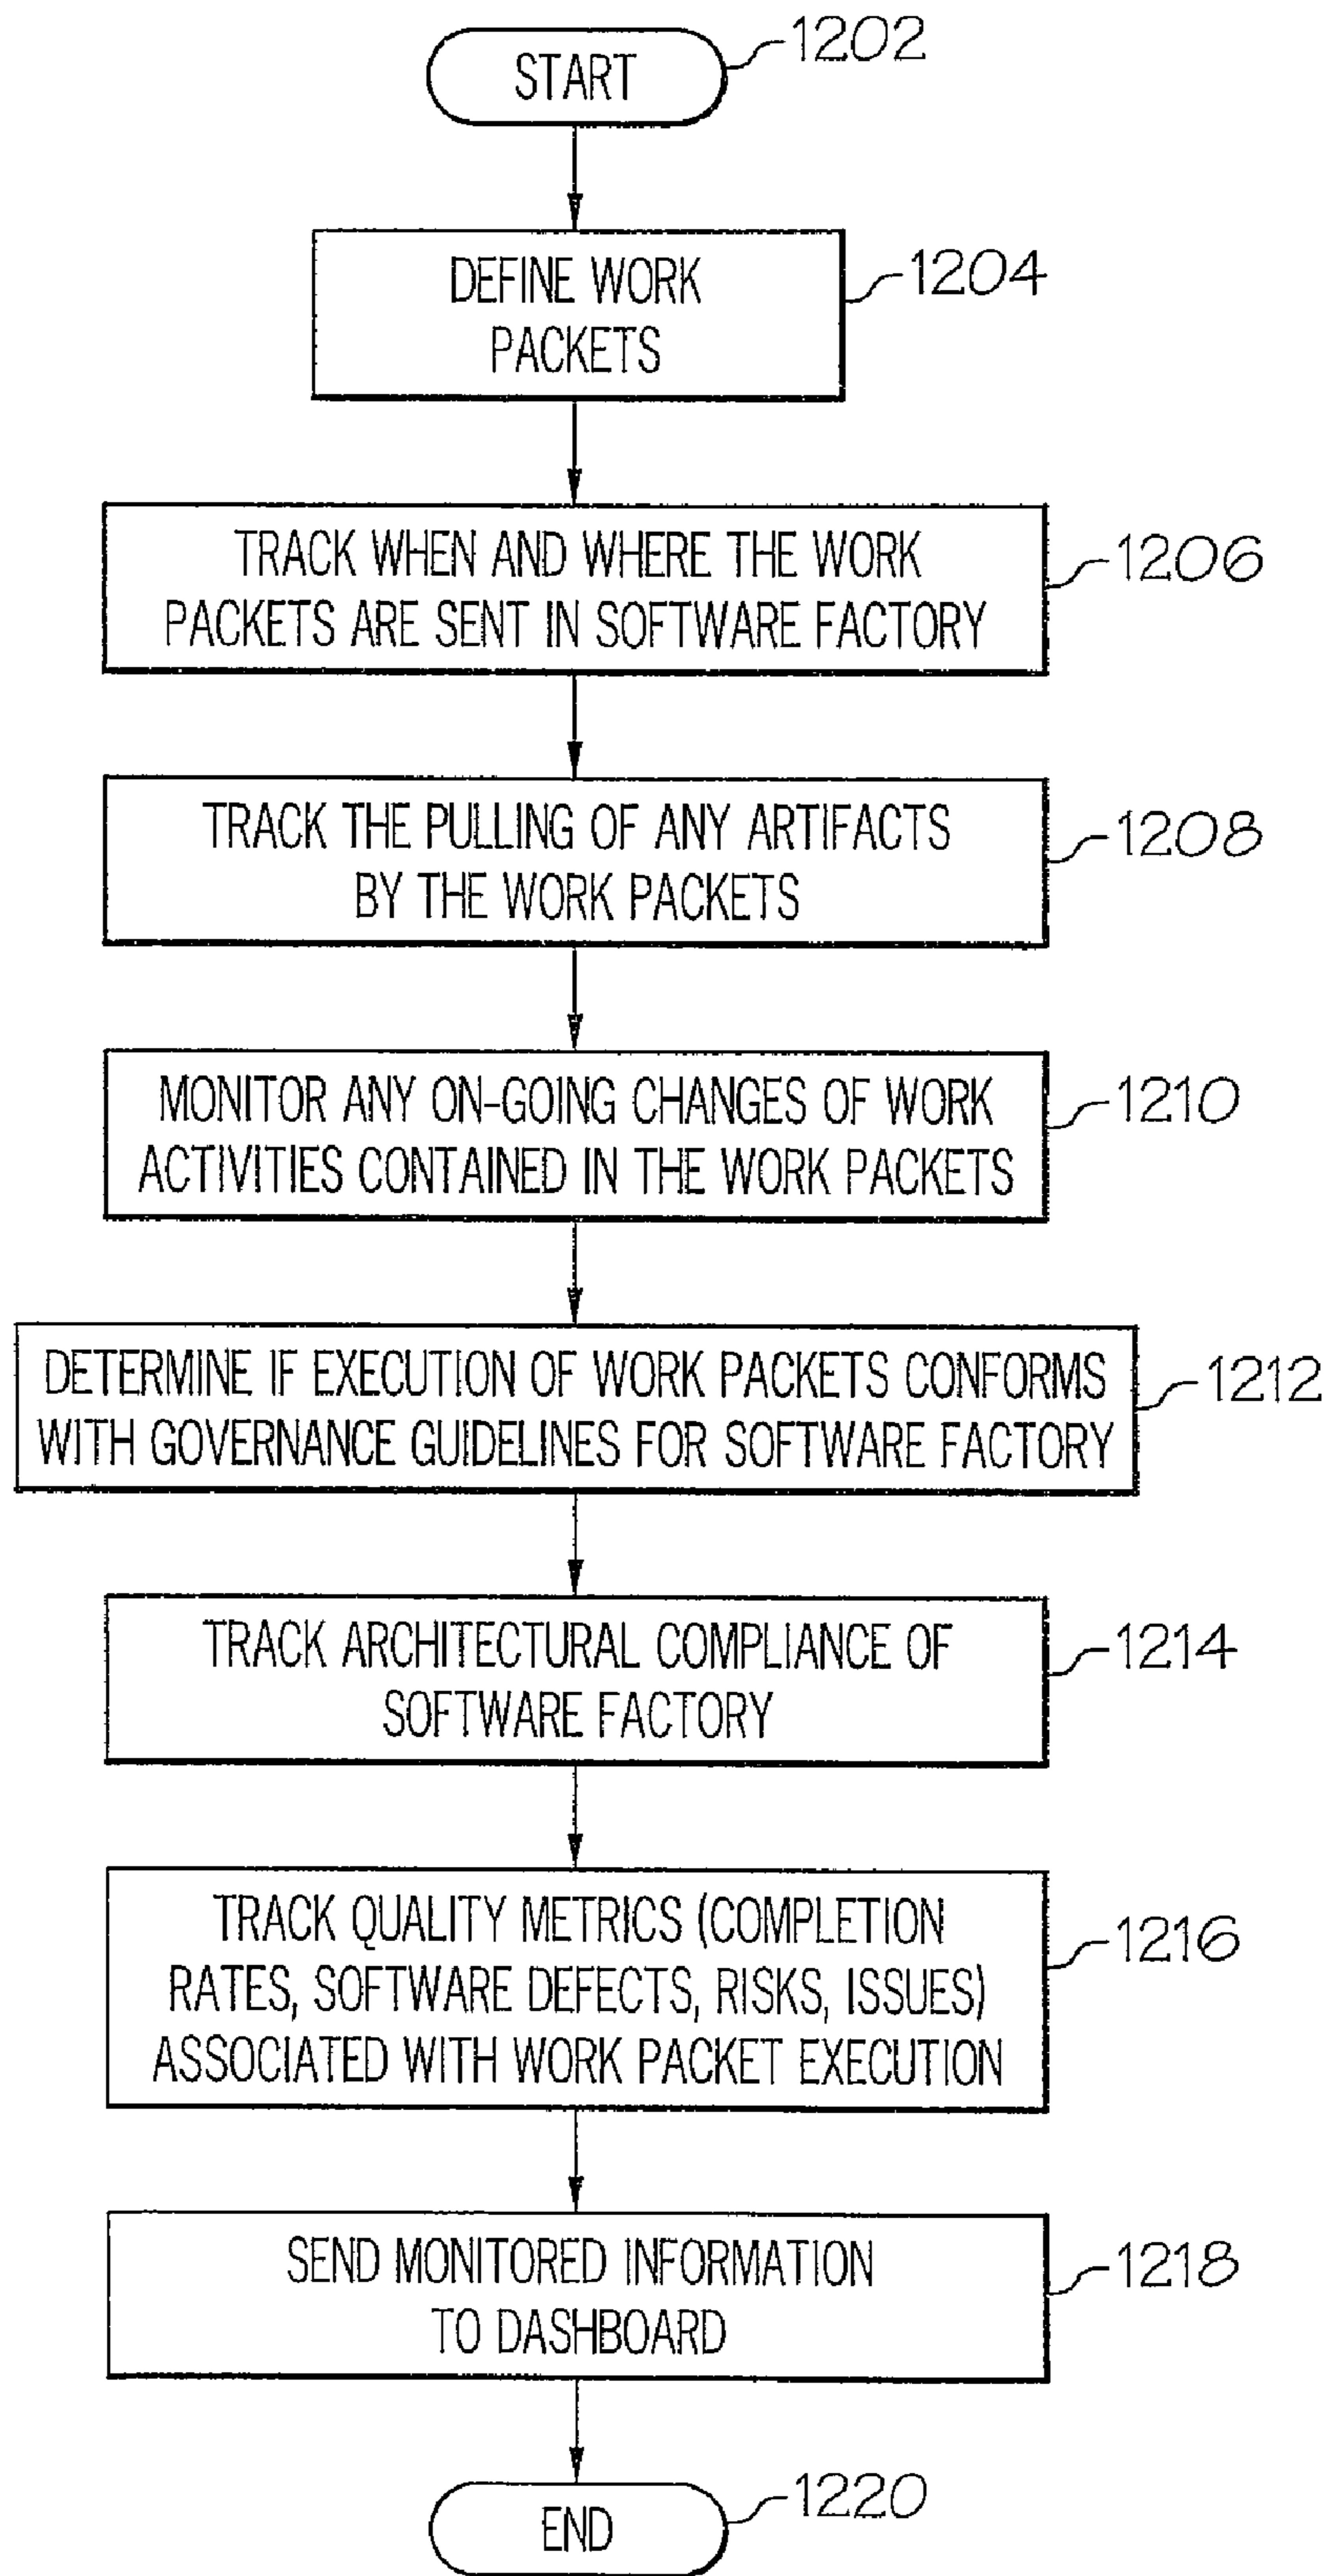 START
1202
DEFINE WORK
PACKETS
1204
TRACK WHEN AND WHERE THE WORK
PACKETS ARE SENT IN SOFTWARE FACTORY
1206
TRACK THE PULLING OF ANY ARTIFACTS
BY THE WORK PACKETS
1208
MONITOR ANY ON-GOING CHANGES OF WORK
ACTIVITIES CONTAINED IN THE WORK PACKETS
1210
DETERMINE IF EXECUTION OF WORK PACKETS CONFORMS
WITH GOVERNANCE GUIDELINES FOR SOFTWARE FACTORY
1212
TRACK ARCHITECTURAL COMPLIANCE OF
SOFTWARE FACTORY
1214
TRACK QUALITY METRICS (COMPLETION
RATES, SOFTWARE DEFECTS, RISKS, ISSUES)
ASSOCIATED WITH WORK PACKET EXECUTION
1216
SEND MONITORED INFORMATION
TO DASHBOARD
1218
END
1220